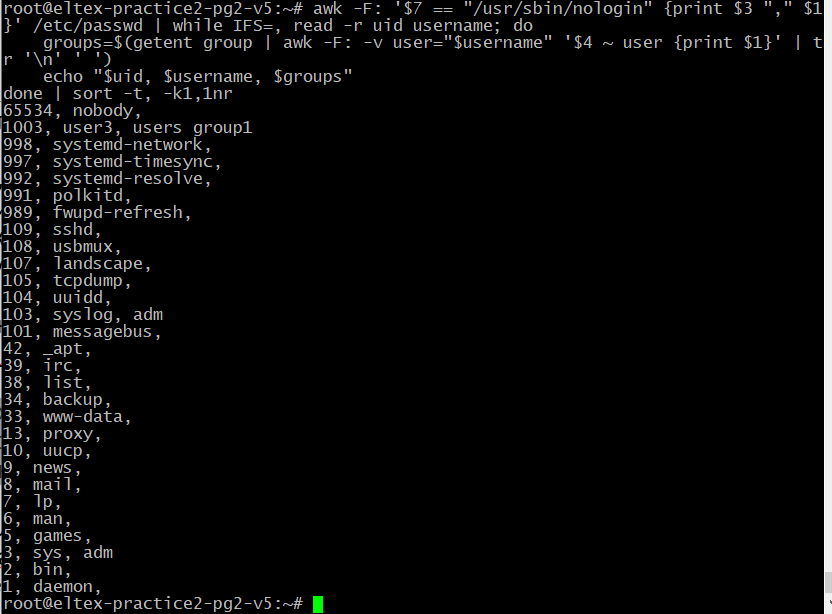 root@eltex-practice2-pg2-v5:~# awk -F: '$7 == "/usr/sbin/nologin" {print $3 "," $1
}' /etc/passwd | while IFS=, read -r uid username; do
    groups=$(getent group | awk -F: -v user="$username" '$4 ~ user {print $1}' | t
r '\n' ' ')
    echo "$uid, $username, $groups"
done | sort -t, -k1,1nr
65534, nobody,
1003, user3, users group1
998, systemd-network,
997, systemd-timesync,
992, systemd-resolve,
991, polkitd,
989, fwupd-refresh,
109, sshd,
108, usbmux,
107, landscape,
105, tcpdump,
104, uuidd,
103, syslog, adm
101, messagebus,
42, _apt,
39, irc,
38, list,
34, backup,
33, www-data,
13, proxy,
10, uucp,
9, news,
8, mail,
7, lp,
6, man,
5, games,
3, sys, adm
2, bin,
1, daemon,
root@eltex-practice2-pg2-v5:~#